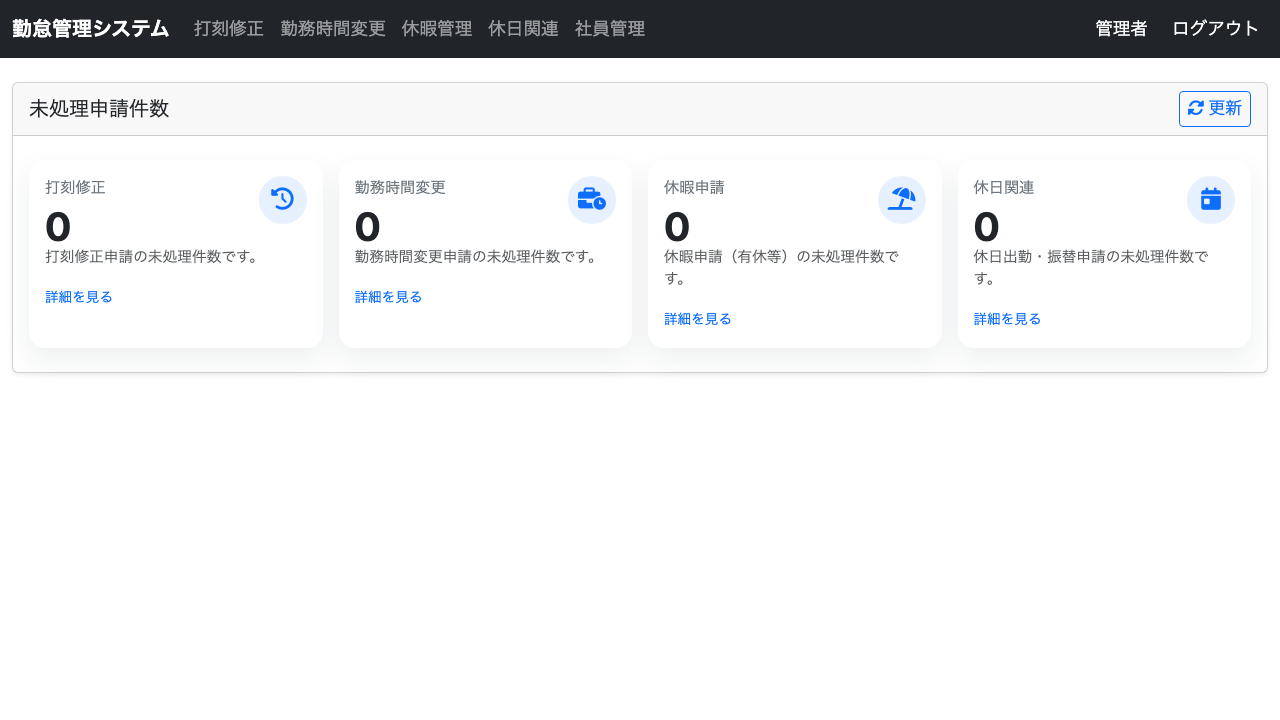 勤怠管理システム 打刻修正 勤務時間変更 休暇管理 休日関連 社員管理 管理者 ログアウト
未処理申請件数 更新
打刻修正
0
打刻修正申請の未処理件数です。
詳細を見る
勤務時間変更
0
勤務時間変更申請の未処理件数です。
詳細を見る
休暇申請
0
休暇申請（有休等）の未処理件数で
す。
詳細を見る
休日関連
0
休日出勤・振替申請の未処理件数で
す。
詳細を見る